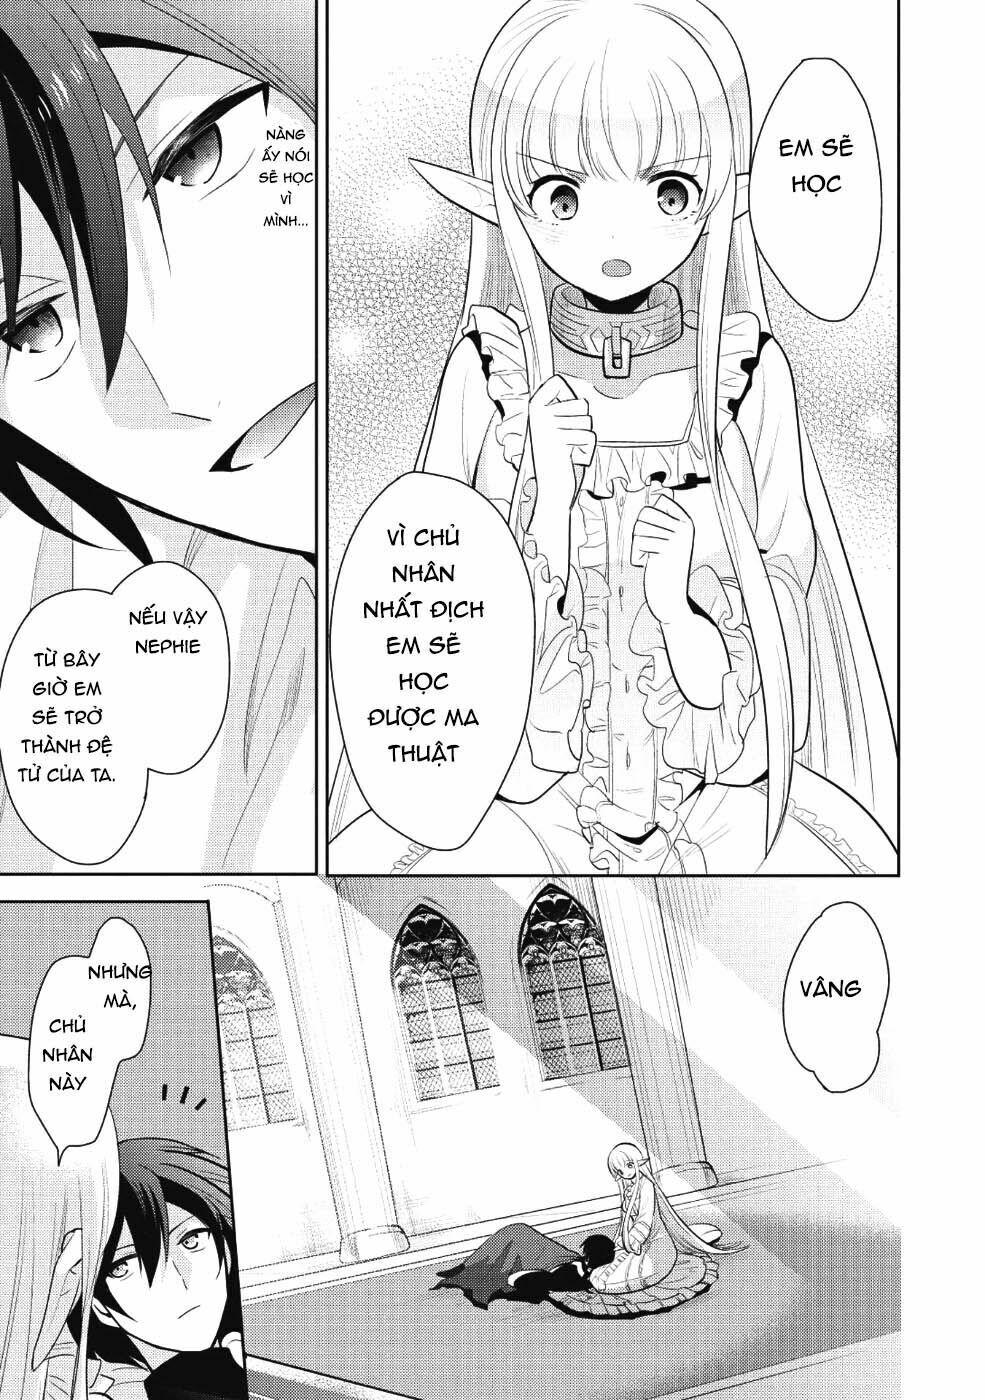 EM SẼ
HỌC
VÌ CHỦ
NHÂN
NHẤT ĐỊCH
EM SẼ
HỌC
ĐƯỢC MA
THUẬT
NÀNG
ẤY NÓI
SẼ HỌC
VÌ
MÌNH...
NẾU VẬY
NEPHIE
TỪ BÂY
GIỜ EM
SẼ TRỞ
THÀNH ĐỆ
TỬ CỦA TA.
VÂNG
NHƯNG
MÀ,
CHỦ
NHÂN
NÀY